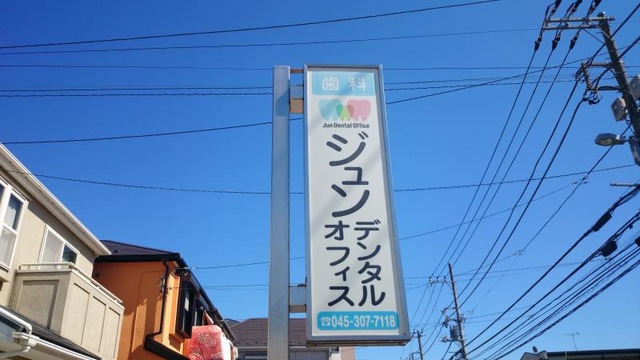 歯科
Jun Dental Office
ジュン
デンタル
オフィス
☎045-307-7118